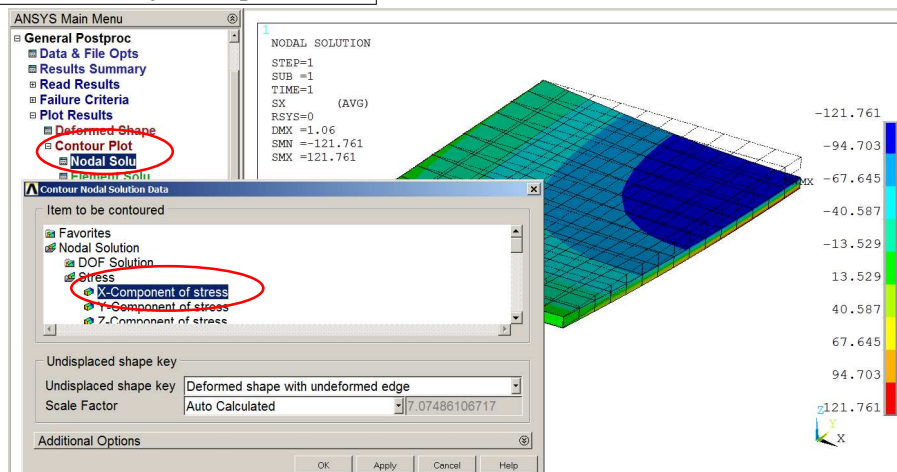 ANSYS Main Menu
General Postproc
Data & File Opts
Results Summary
Read Results
Failure Criteria
Plot Results
Deformed Shape
Contour Plot
Nodal Solu
Element Solu
1
NODAL SOLUTION
STEP=1
SUB =1
TIME=1
SX (AVG)
RSYS=0
DMX =1.06
SMN =-121.761
SMX =121.761
MX
-121.761
-94.703
-67.645
-40.587
-13.529
13.529
40.587
67.645
94.703
121.761
Z
Y
X
Contour Nodal Solution Data
Item to be contoured
Favorites
Nodal Solution
DOF Solution
Stress
X-Component of stress
Y-Component of stress
Z-Component of stress
Undisplaced shape key
Undisplaced shape key Deformed shape with undeformed edge
Scale Factor Auto Calculated 7.07486106717
Additional Options
OK Apply Cancel Help